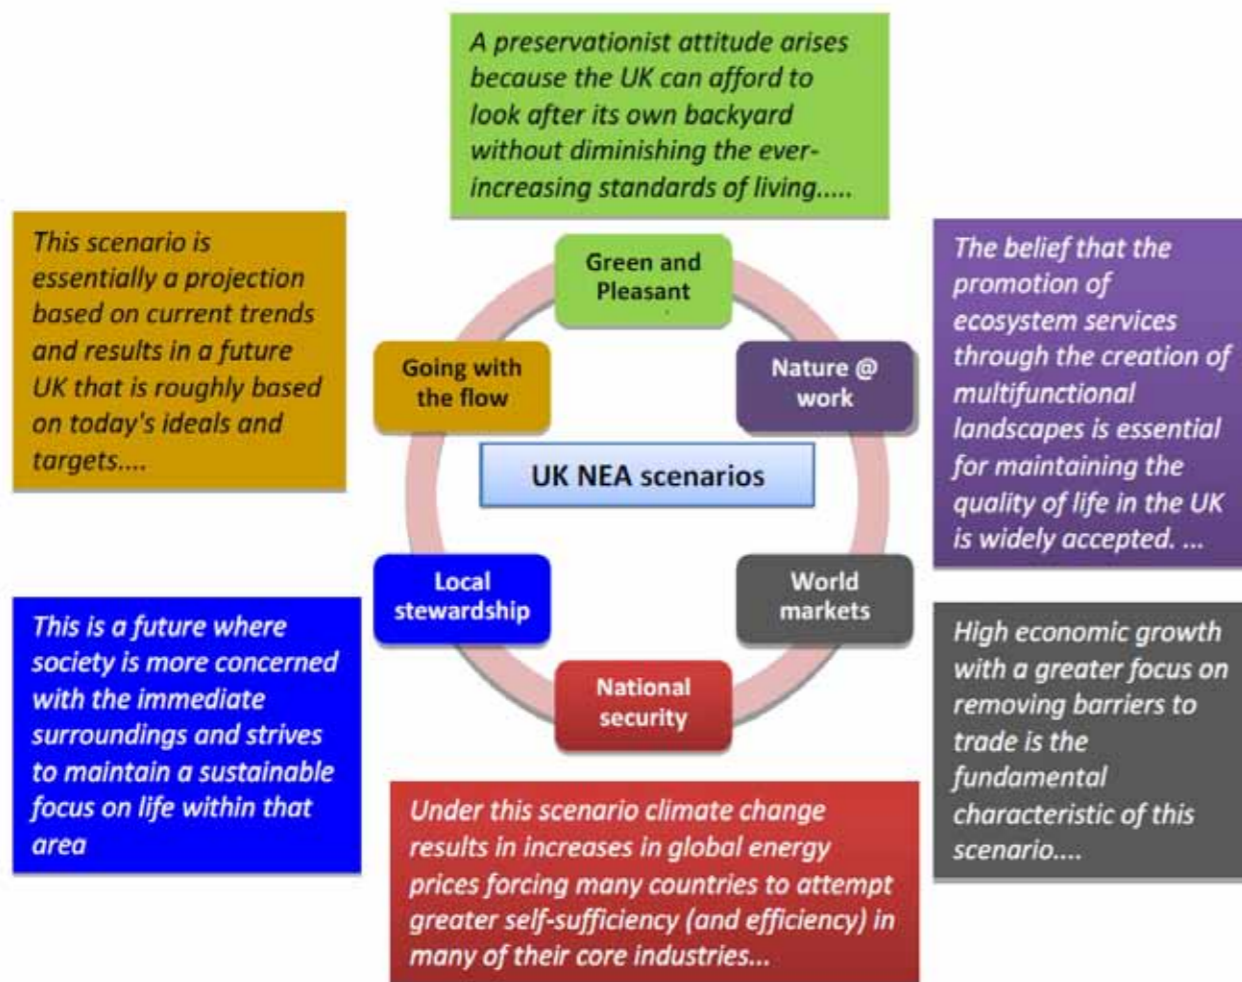 A preservationist attitude arises
because the UK can afford to
look after its own backyard
without diminishing the ever-
increasing standards of living.....
This scenario is
essentially a projection
based on current trends
and results in a future
UK that is roughly based
on today's ideals and
targets....
Green and
Pleasant
The belief that the
promotion of
ecosystem services
through the creation of
multifunctional
landscapes is essential
for maintaining the
quality of life in the UK
is widely accepted. ...
Going with
the flow
Nature @
work
UK NEA scenarios
Local
stewardship
World
markets
This is a future where
society is more concerned
with the immediate
surroundings and strives
to maintain a sustainable
focus on life within that
area
High economic growth
with a greater focus on
removing barriers to
trade is the
fundamental
characteristic of this
scenario....
National
security
Under this scenario climate change
results in increases in global energy
prices forcing many countries to attempt
greater self-sufficiency (and efficiency) in
many of their core industries...